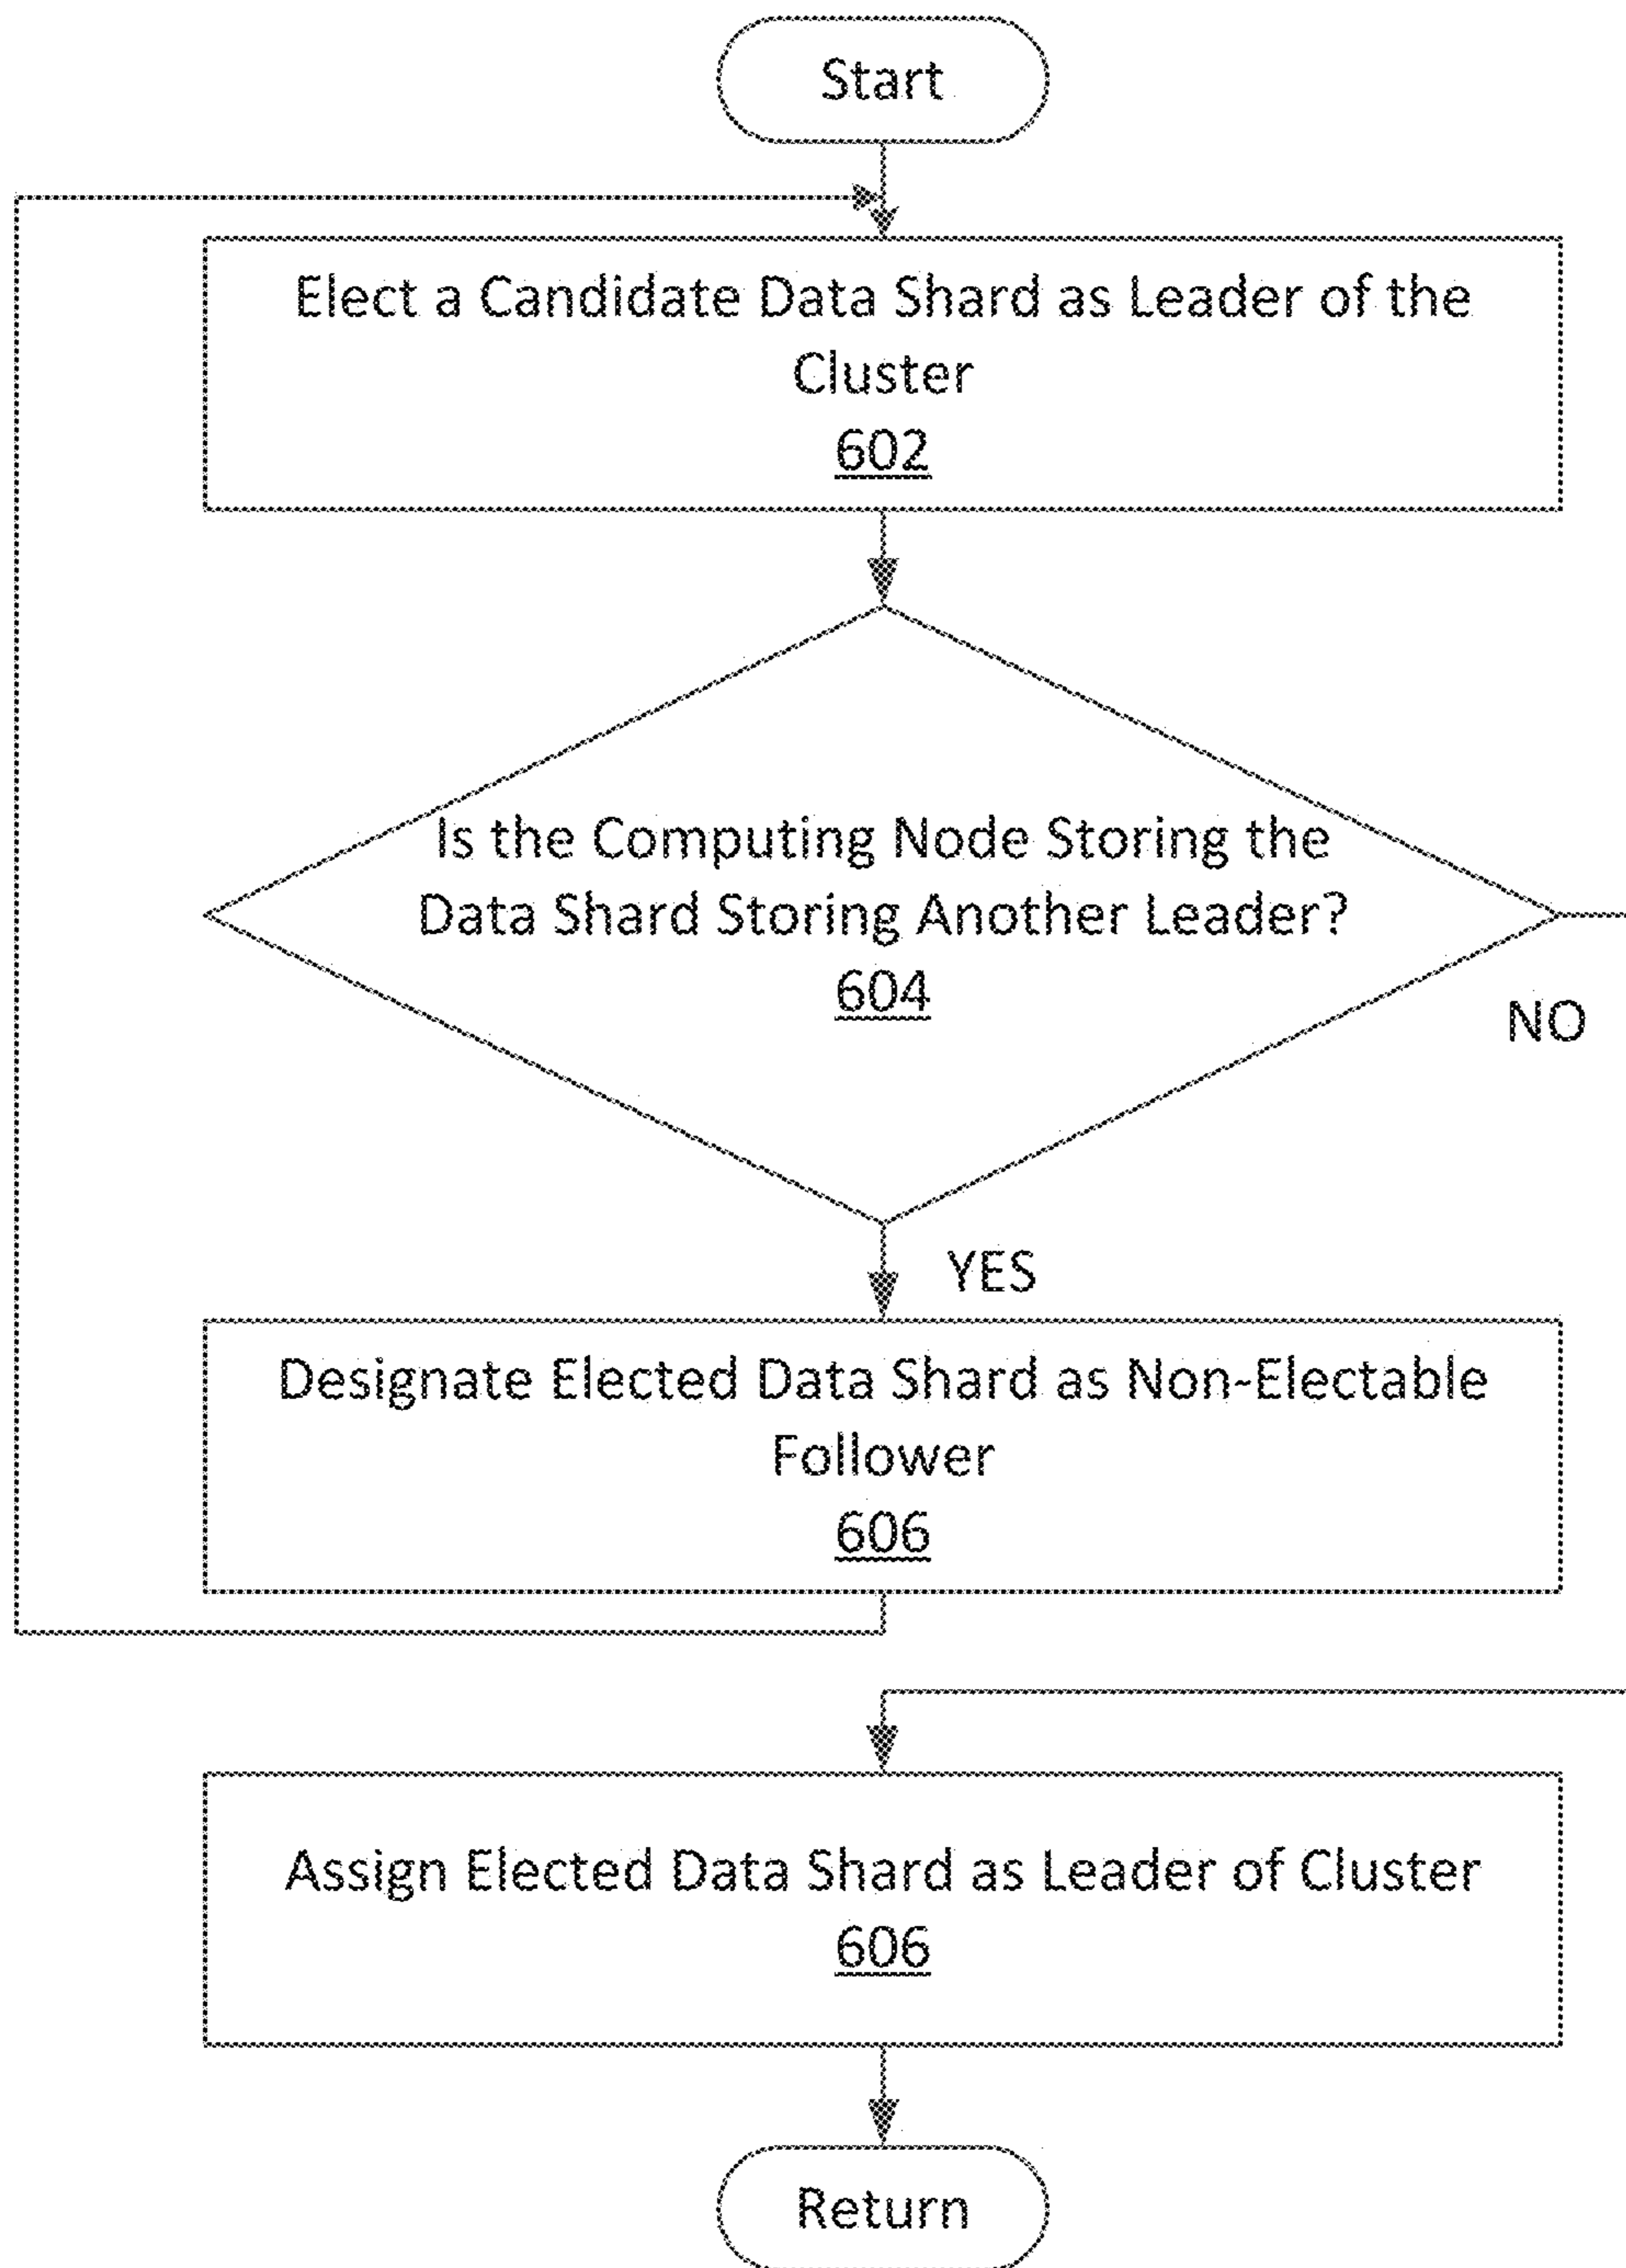 Start
Elect a Candidate Data Shard as Leader of the
Cluster
602
Is the Computing Node Storing the
Data Shard Storing Another Leader?
604
NO
YES
Designate Elected Data Shard as Non-Electable
Follower
606
Assign Elected Data Shard as Leader of Cluster
606
Return